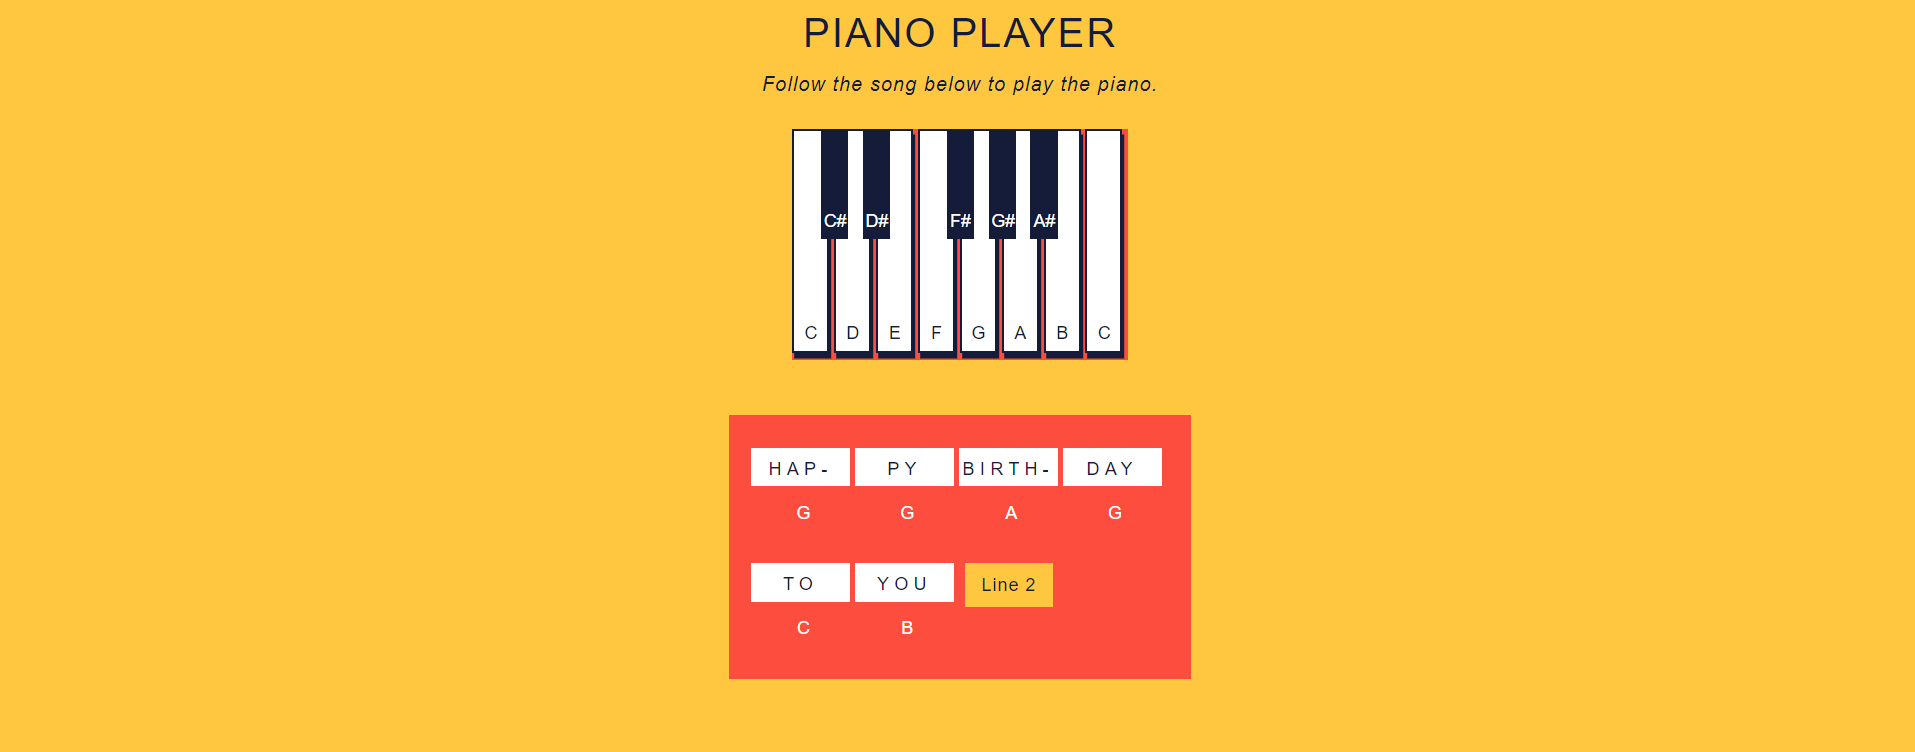 PIANO PLAYER
Follow the song below to play the piano.
C# D# F# G# A#
C D E F G A B C
HAP- PY BIRTH- DAY
G G A G
TO YOU Line 2
C B